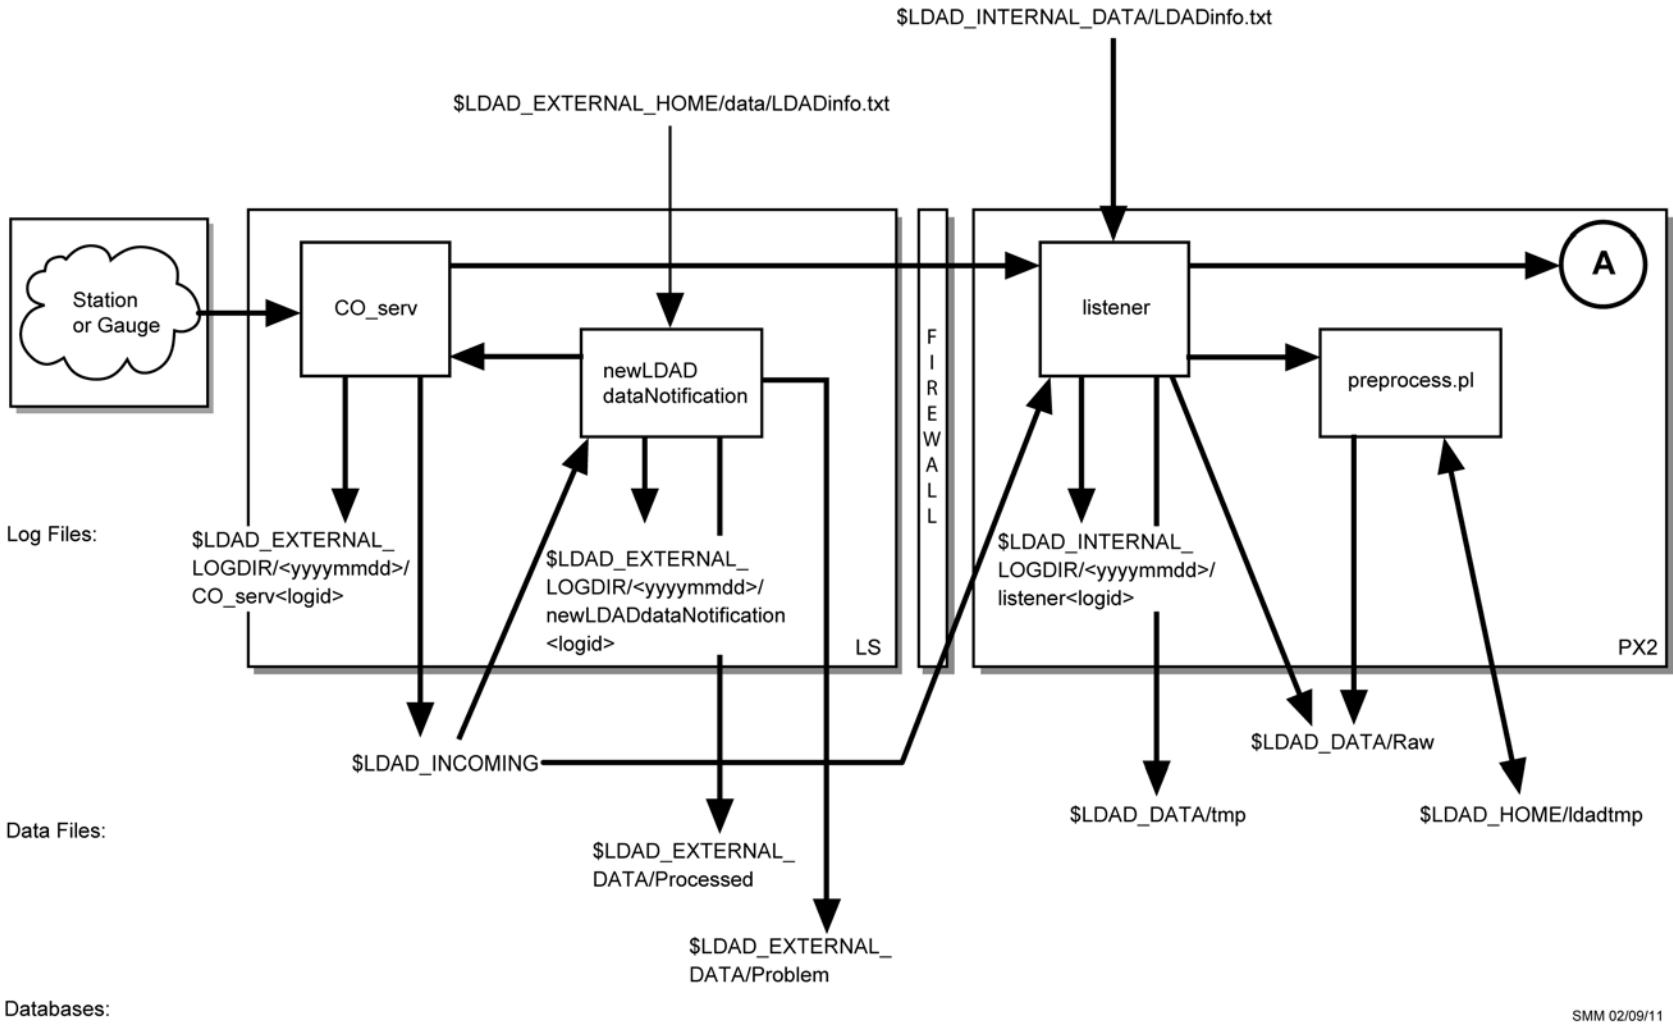 $LDAD_INTERNAL_DATA/LDADinfo.txt
$LDAD_EXTERNAL_HOME/data/LDADinfo.txt
Station
or Gauge
CO_serv
newLDAD
dataNotification
FIREWALL
listener
A
preprocess.pl
Log Files:
$LDAD_EXTERNAL_
LOGDIR/<yyyymmdd>/
CO_serv<logid>
$LDAD_EXTERNAL_
LOGDIR/<yyyymmdd>/
newLDADdataNotification
<logid>
LS
$LDAD_INTERNAL_
LOGDIR/<yyyymmdd>/
listener<logid>
PX2
$LDAD_INCOMING
$LDAD_DATA/Raw
$LDAD_DATA/tmp
$LDAD_HOME/ldadtmp
Data Files:
$LDAD_EXTERNAL_
DATA/Processed
$LDAD_EXTERNAL_
DATA/Problem
Databases:
SMM 02/09/11